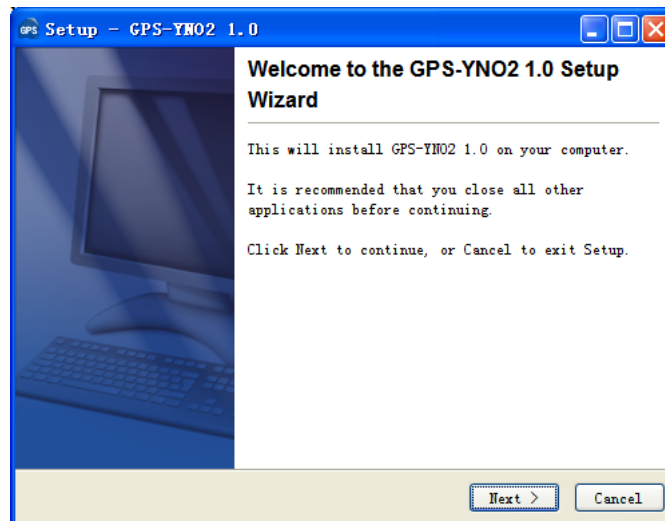 GPS Setup - GPS-YNO2 1.0
Welcome to the GPS-YNO2 1.0 Setup
Wizard
This will install GPS-YNO2 1.0 on your computer.
It is recommended that you close all other
applications before continuing.
Click Next to continue, or Cancel to exit Setup.
Next >
Cancel